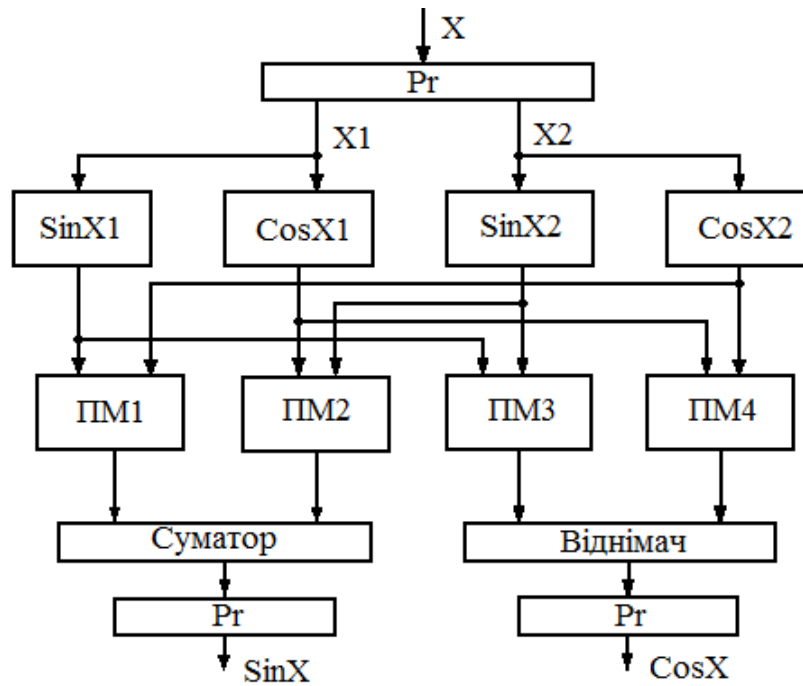 X
Pr
X1 X2
SinX1 CosX1 SinX2 CosX2
ПМ1 ПМ2 ПМ3 ПМ4
Суматор Віднімач
Pr Pr
SinX CosX